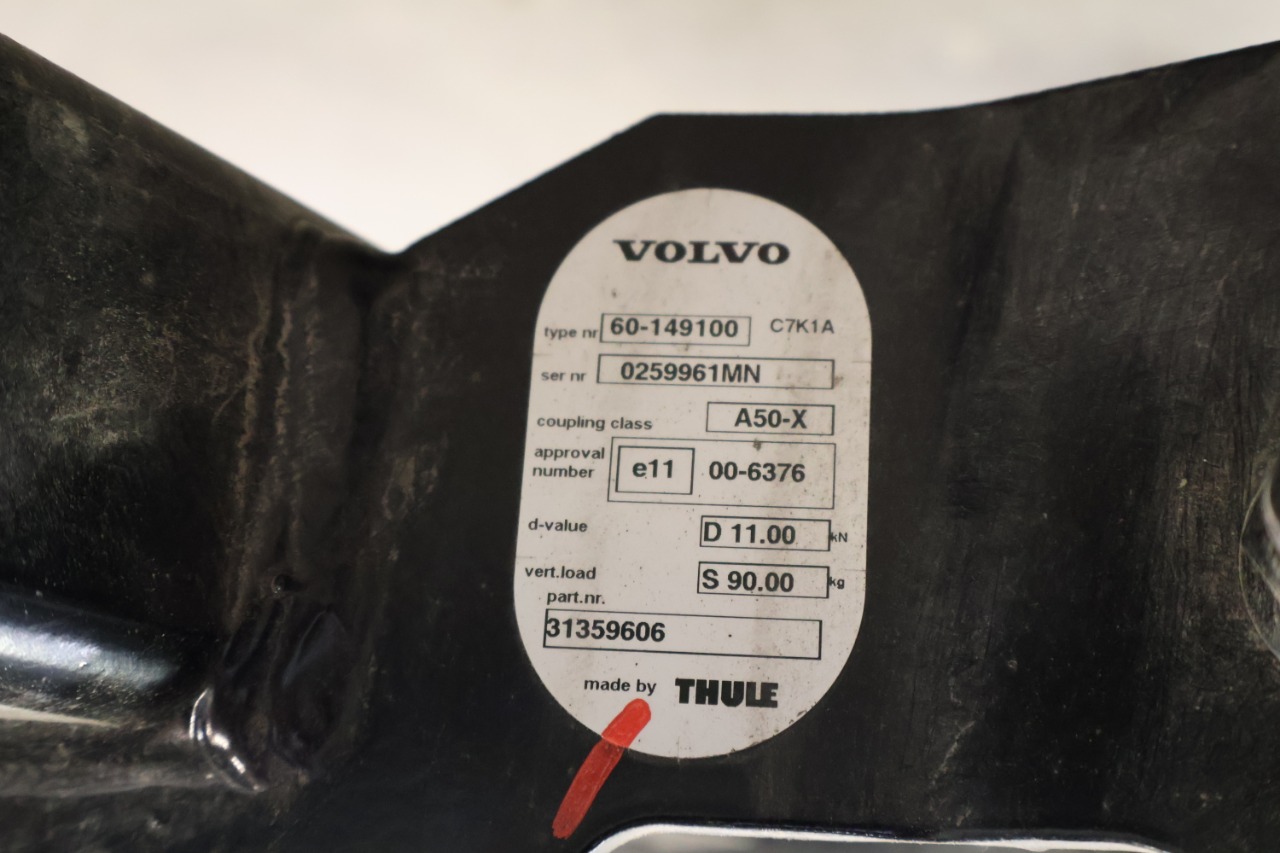 VOLVO
type nr 60-149100 C7K1A
ser nr 0259961MN
coupling class A50-X
approval number e11 00-6376
d-value D 11.00 kN
vert.load S 90.00 kg
part.nr.
31359606
made by THULE